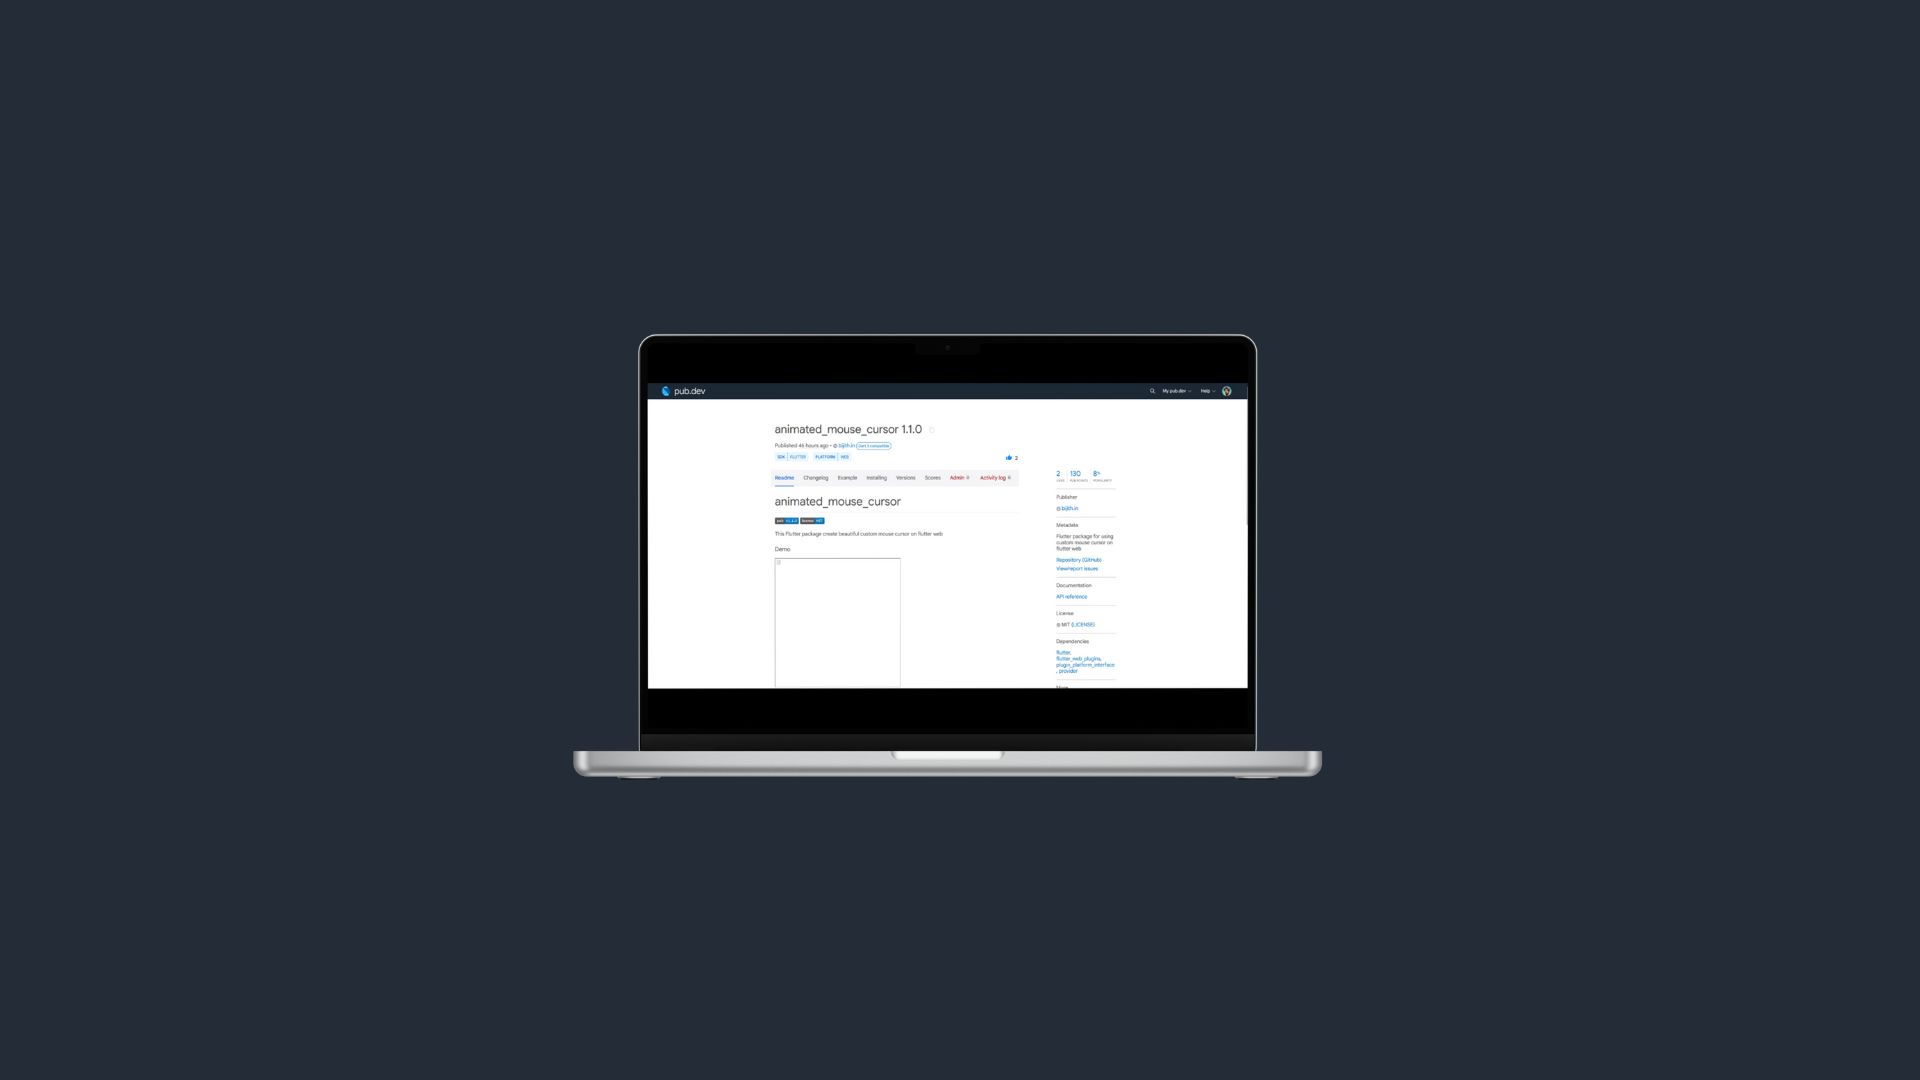 pub.dev
My pub.dev
Help
animated_mouse_cursor 1.1.0
Published 46 hours ago • bijith.in Dart 3 compatible
SDK FLUTTER PLATFORM WEB
2
Readme Changelog Example Installing Versions Scores Admin Activity log
animated_mouse_cursor
pub v1.1.0 license MIT
This Flutter package create beautiful custom mouse cursor on flutter web
Demo
2 130 8%
LIKES PUB POINTS POPULARITY
Publisher
bijith.in
Metadata
Flutter package for using
custom mouse cursor on
flutter web
Repository (GitHub)
View/report issues
Documentation
API reference
License
MIT (LICENSE)
Dependencies
flutter,
flutter_web_plugins,
plugin_platform_interface
, provider
More